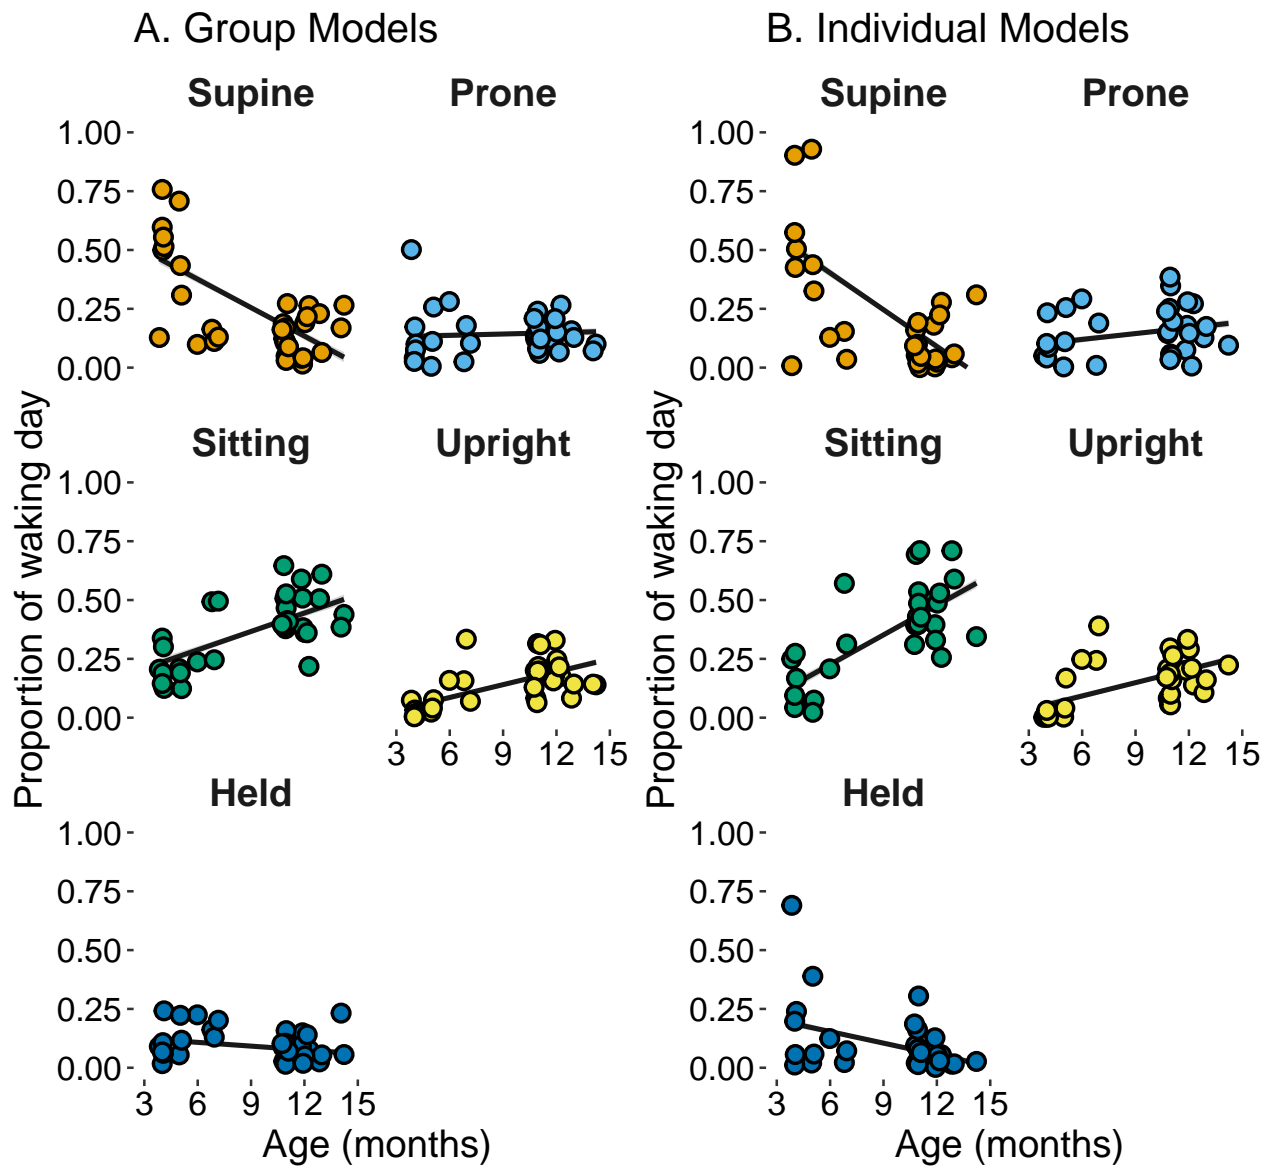 A. Group Models
B. Individual Models
Supine Prone
Supine Prone
1.00
0.75
0.50
0.25
0.00
1.00
0.75
0.50
0.25
0.00
Sitting Upright
Sitting Upright
1.00
0.75
0.50
0.25
0.00
3 6 9 12 15
1.00
0.75
0.50
0.25
0.00
3 6 9 12 15
Held
Held
1.00
0.75
0.50
0.25
0.00
3 6 9 12 15
1.00
0.75
0.50
0.25
0.00
3 6 9 12 15
Proportion of waking day
Proportion of waking day
Age (months)
Age (months)